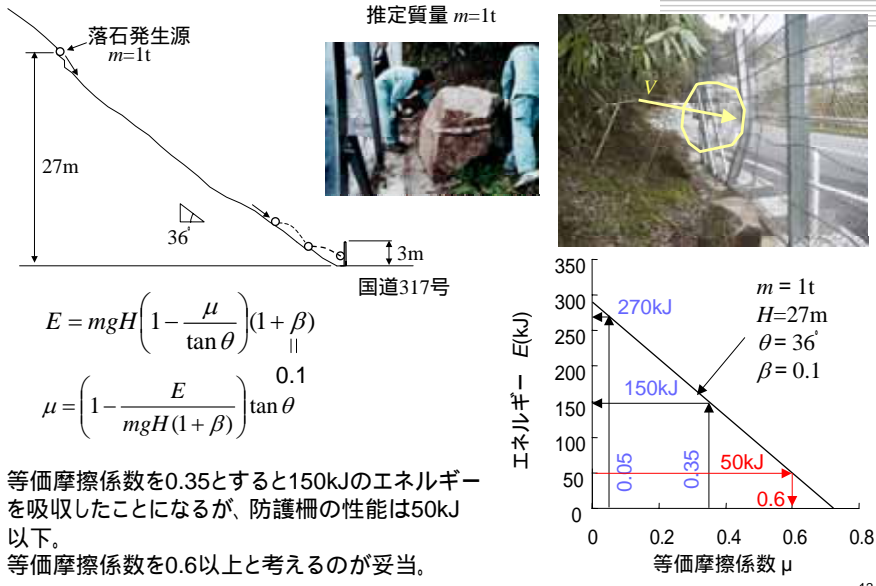 推定質量 m=1t
落石発生源
m=1t
27m
36°
3m
国道317号
V
E = mgH(1 − μ/tan θ)(1 + β)
||
0.1
μ = (1 − E/mgH(1 + β)) tan θ
等価摩擦係数を0.35とすると150kJのエネルギー
を吸収したことになるが、防護柵の性能は50kJ
以下。
等価摩擦係数を0.6以上と考えるのが妥当。
エネルギー E(kJ)
350
300
250
200
150
100
50
0
270kJ
150kJ
50kJ
0.05
0.35
0.6
m = 1t
H=27m
θ = 36°
β = 0.1
0 0.2 0.4 0.6 0.8
等価摩擦係数 μ